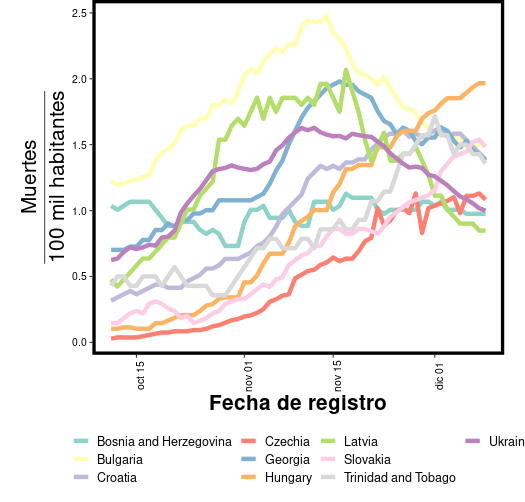 2.5
2.0
1.5
1.0
0.5
0.0
Muertes
100 mil habitantes
oct 15
nov 01
nov 15
dic 01
Fecha de registro
Bosnia and Herzegovina
Czechia
Latvia
Ukrain
Bulgaria
Georgia
Slovakia
Croatia
Hungary
Trinidad and Tobago